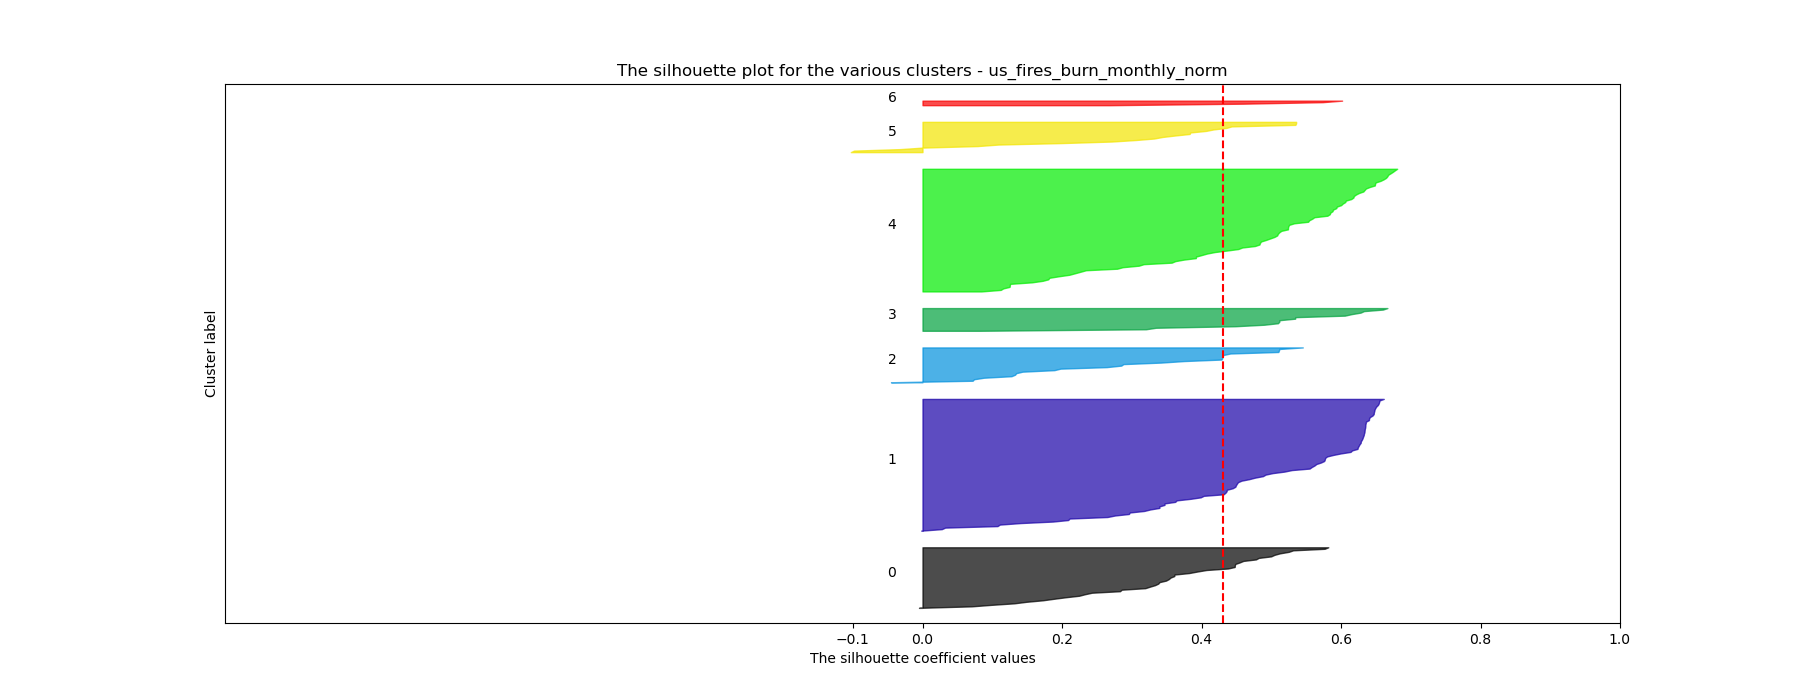 The silhouette plot for the various clusters - us_fires_burn_monthly_norm
6
5
4
3
2
1
0
Cluster label
−0.1 0.0 0.2 0.4 0.6 0.8 1.0
The silhouette coefficient values